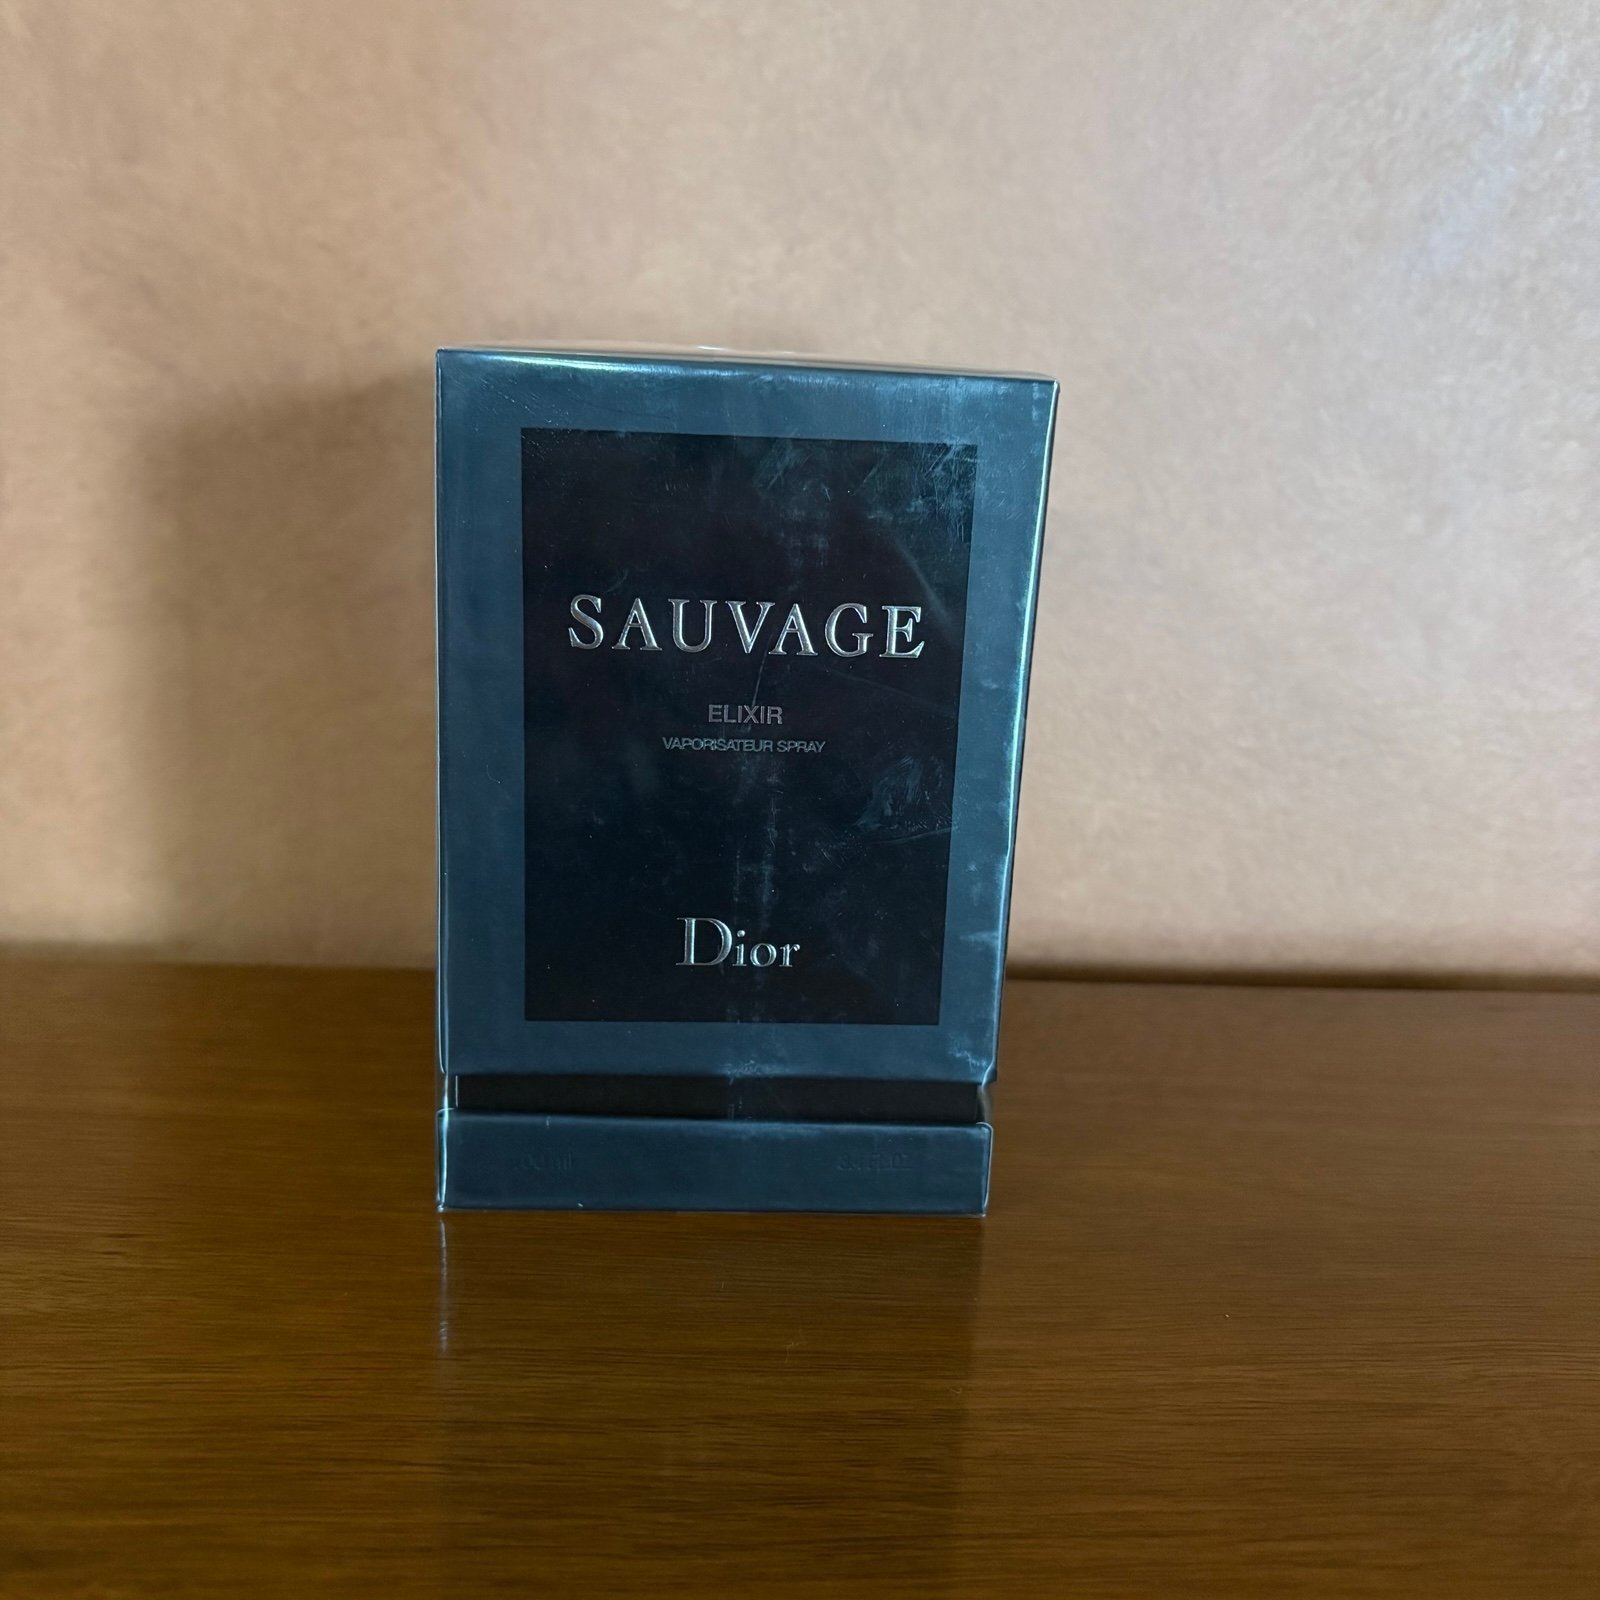 SAUVAGE
ELIXIR
VAPORISATEUR SPRAY
Dior